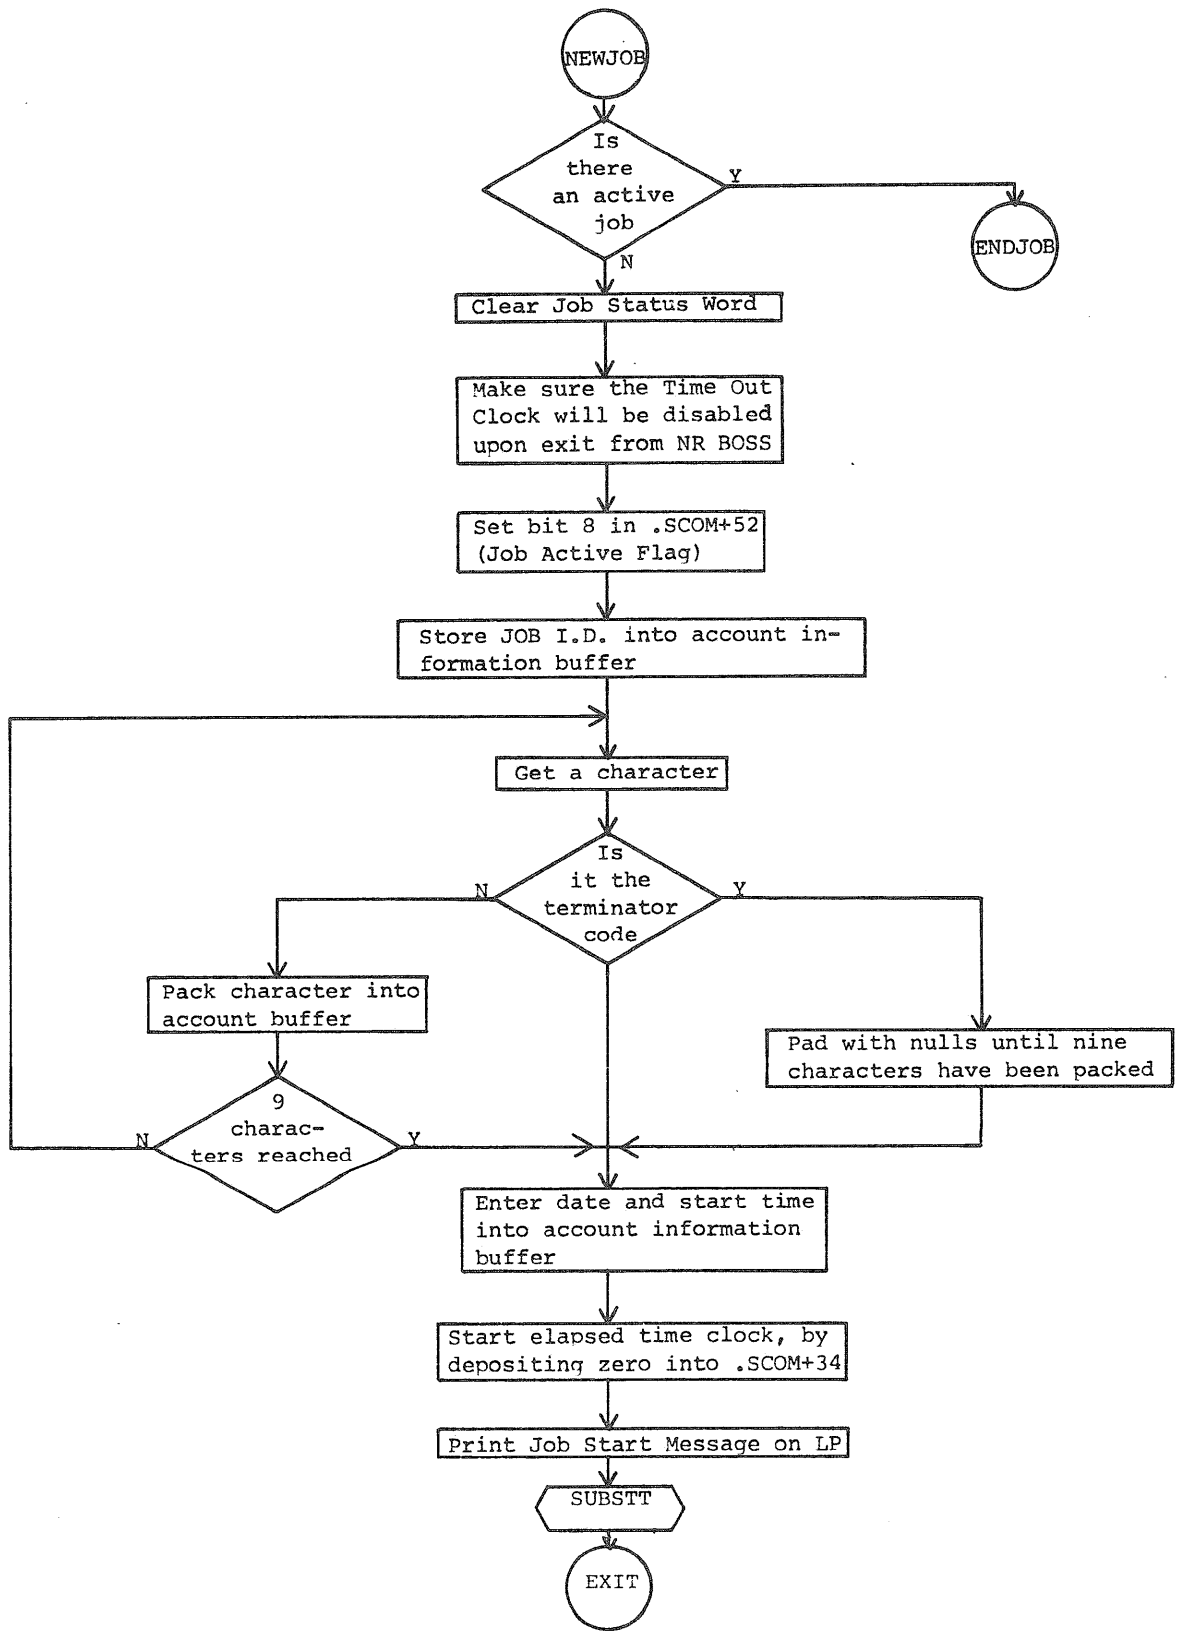 NEWJOB
Is
there
an active
job
Y
N
ENDJOB
Clear Job Status Word
Make sure the Time Out
Clock will be disabled
upon exit from NR BOSS
Set bit 8 in .SCOM+52
(Job Active Flag)
Store JOB I.D. into account in-
formation buffer
Get a character
Is
it the
terminator
code
N
Y
Pack character into
account buffer
Pad with nulls until nine
characters have been packed
9
charac-
ters reached
N
Y
Enter date and start time
into account information
buffer
Start elapsed time clock, by
depositing zero into .SCOM+34
Print Job Start Message on LP
SUBSTT
EXIT